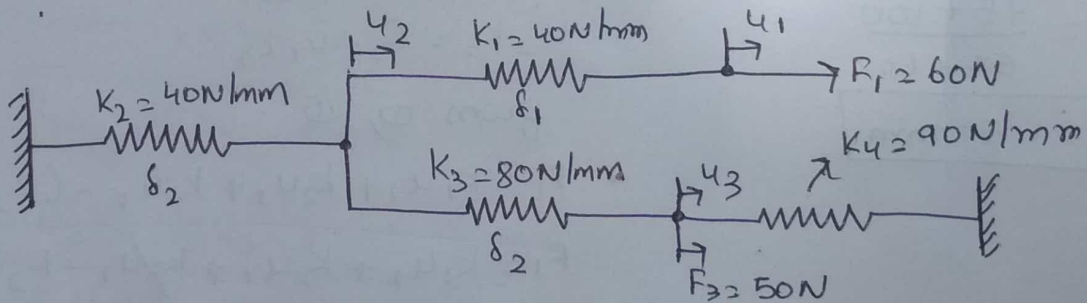 u2
K1 = 40N/mm
u1
F1 = 60N
K2 = 40N/mm
δ1
K4 = 90N/mm
K3 = 80N/mm
u3
δ2
δ2
F3 = 50N